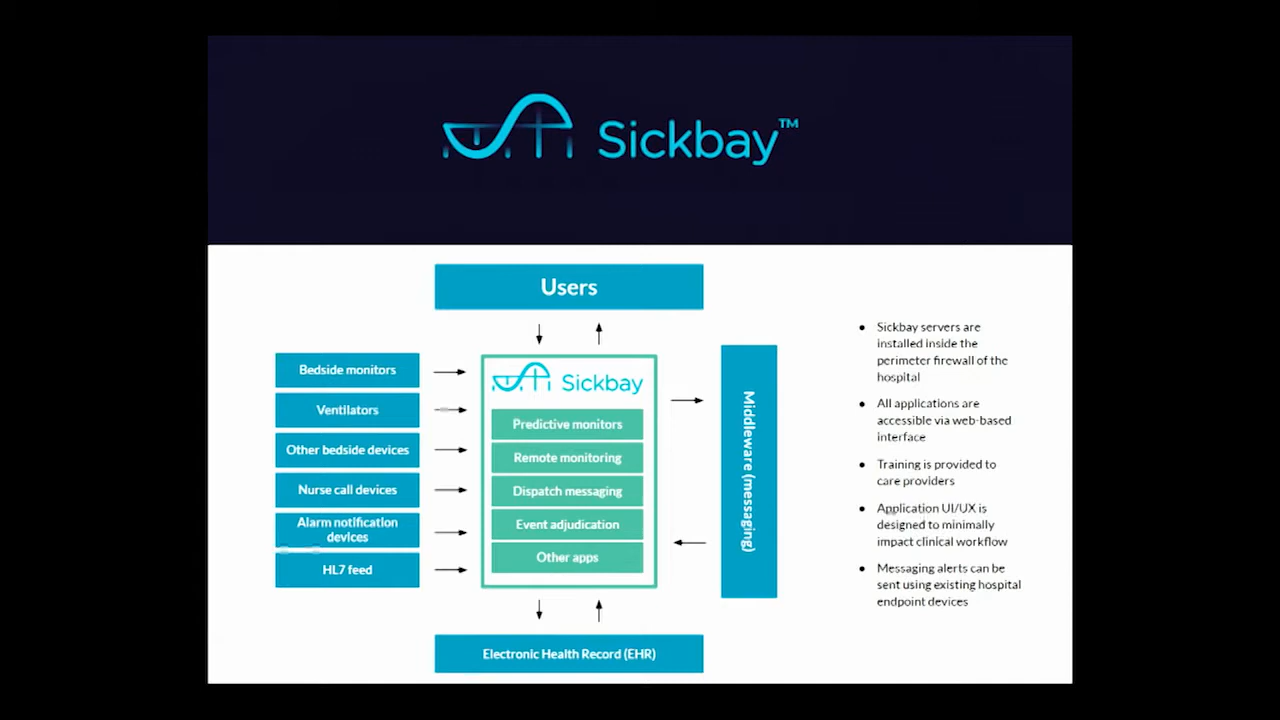 Sickbay™
Users
Bedside monitors
Ventilators
Other bedside devices
Nurse call devices
Alarm notification
devices
HL7 feed
Sickbay
Predictive monitors
Remote monitoring
Dispatch messaging
Event adjudication
Other apps
Middleware (messaging)
Electronic Health Record (EHR)
• Sickbay servers are
installed inside the
perimeter firewall of the
hospital
• All applications are
accessible via web-based
interface
• Training is provided to
care providers
• Application UI/UX is
designed to minimally
impact clinical workflow
• Messaging alerts can be
sent using existing hospital
endpoint devices